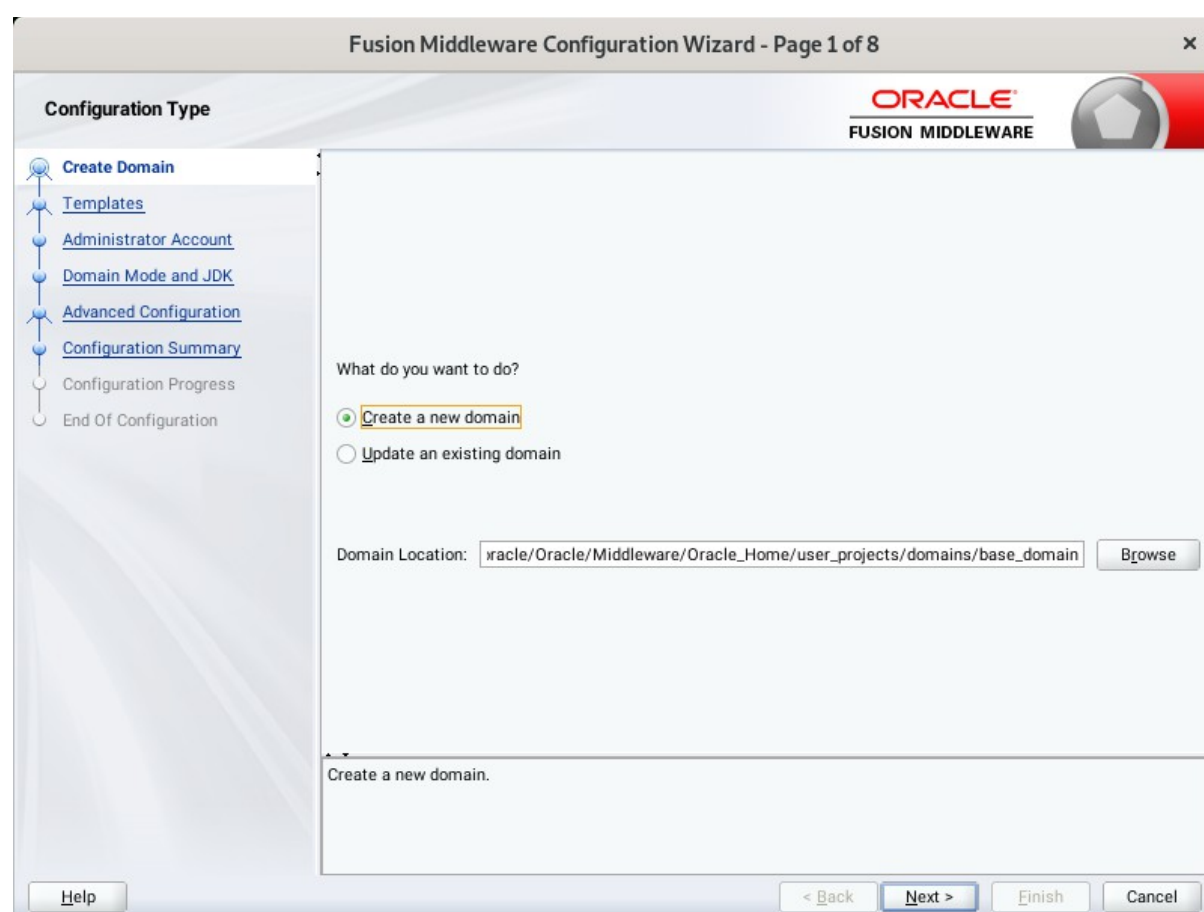 Fusion Middleware Configuration Wizard - Page 1 of 8
Configuration Type
ORACLE
FUSION MIDDLEWARE
Create Domain
Templates
Administrator Account
Domain Mode and JDK
Advanced Configuration
Configuration Summary
Configuration Progress
End Of Configuration
What do you want to do?
Create a new domain
Update an existing domain
Domain Location: racle/Oracle/Middleware/Oracle_Home/user_projects/domains/base_domain Browse
Create a new domain.
Help < Back Next > Finish Cancel